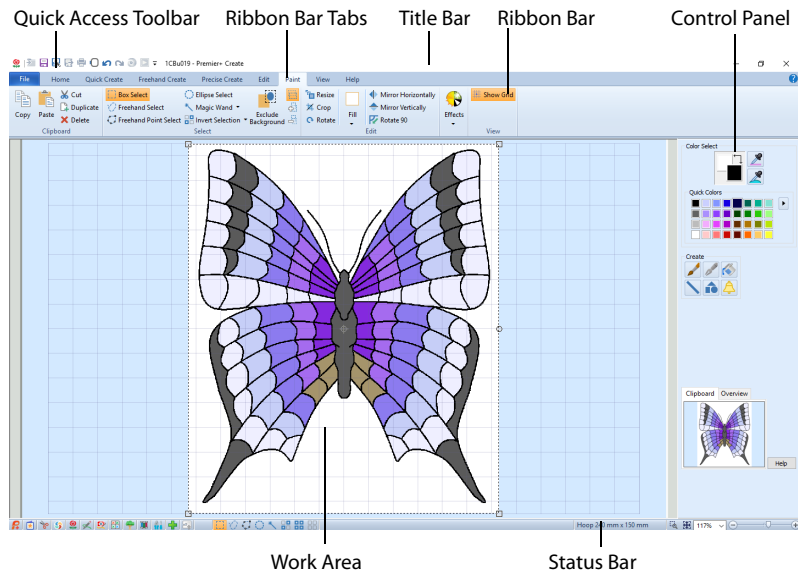 Quick Access Toolbar Ribbon Bar Tabs Title Bar Ribbon Bar Control Panel
1CBu019 - Premier+ Create
File Home Quick Create Freehand Create Precise Create Edit Paint View Help
Copy Paste Cut Duplicate Delete
Clipboard
Box Select Freehand Select Freehand Point Select Ellipse Select Magic Wand Invert Selection Exclude Background
Select
Resize Crop Rotate Fill Mirror Horizontally Mirror Vertically Rotate 90
Edit
Effects
Show Grid
View
Color Select
Quick Colors
Create
Clipboard Overview
Help
Hoop 240 mm x 150 mm 117%
Work Area Status Bar